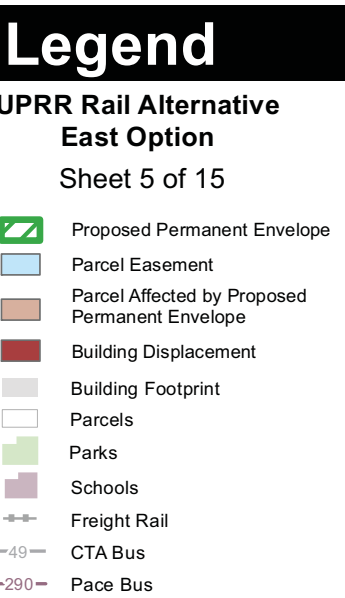 Legend
UPRR Rail Alternative
East Option
Sheet 5 of 15
Proposed Permanent Envelope
Parcel Easement
Parcel Affected by Proposed
Permanent Envelope
Building Displacement
Building Footprint
Parcels
Parks
Schools
Freight Rail
49 CTA Bus
290 Pace Bus